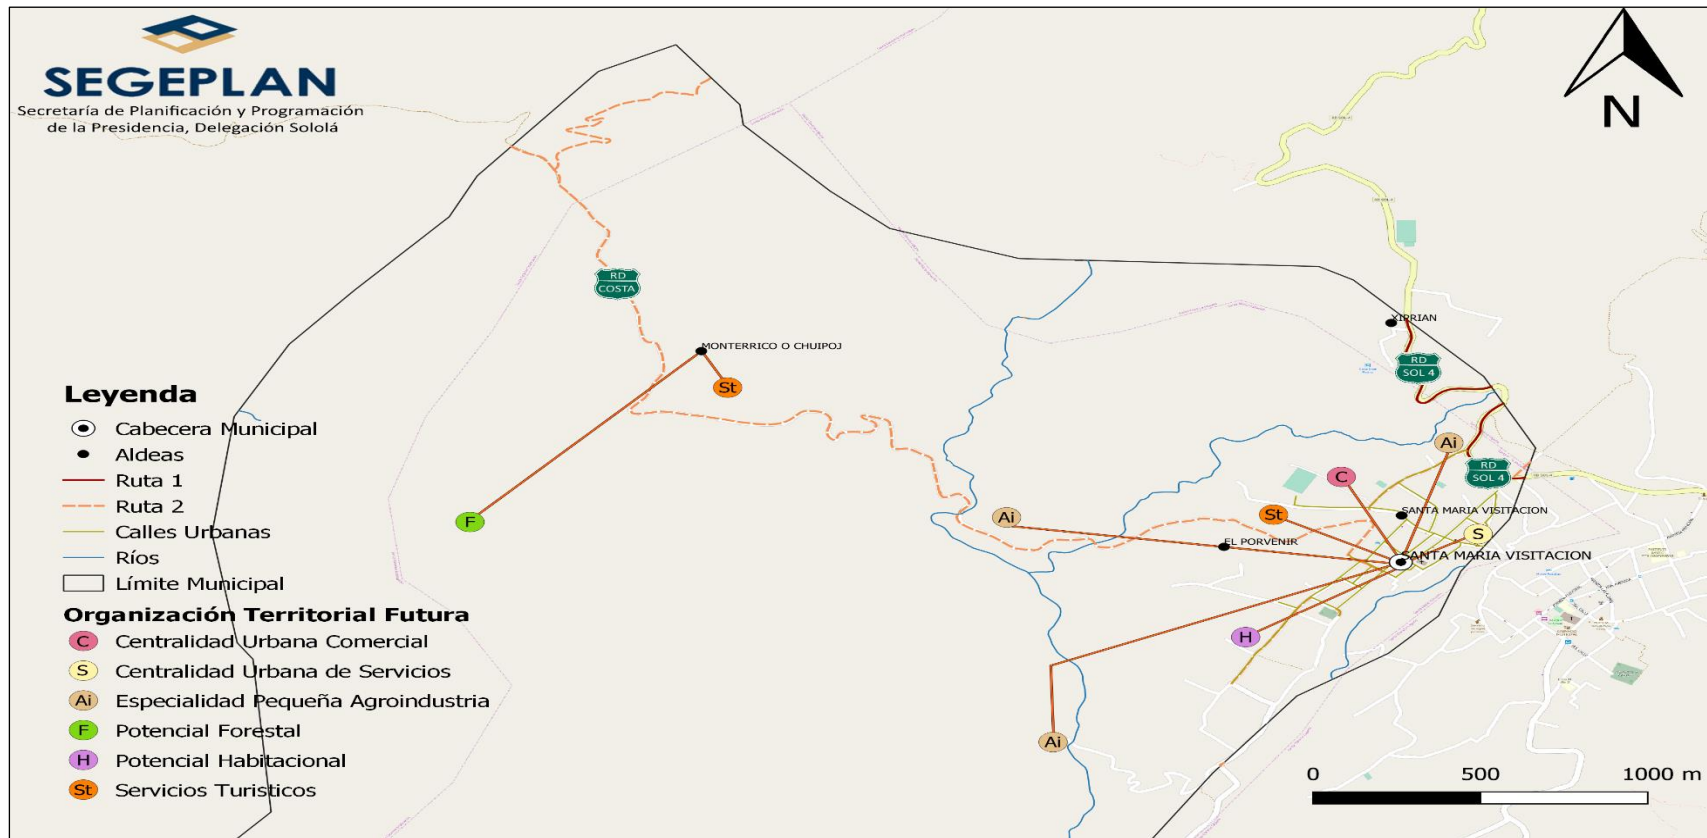 SEGEPLAN
Secretaría de Planificación y Programación
de la Presidencia, Delegación Sololá
N
RD
COSTA
XIPRIAN
MONTERRICO O CHUIPOJ
St
RD
SOL 4
Leyenda
Cabecera Municipal
Aldeas
Ruta 1
Ruta 2
Calles Urbanas
Ríos
Límite Municipal
Organización Territorial Futura
C Centralidad Urbana Comercial
S Centralidad Urbana de Servicios
Ai Especialidad Pequeña Agroindustria
F Potencial Forestal
H Potencial Habitacional
St Servicios Turisticos
Ai
C
RD
SOL 4
F
Ai
St
SANTA MARIA VISITACION
S
EL PORVENIR
SANTA MARIA VISITACION
H
Ai
0 500 1000 m